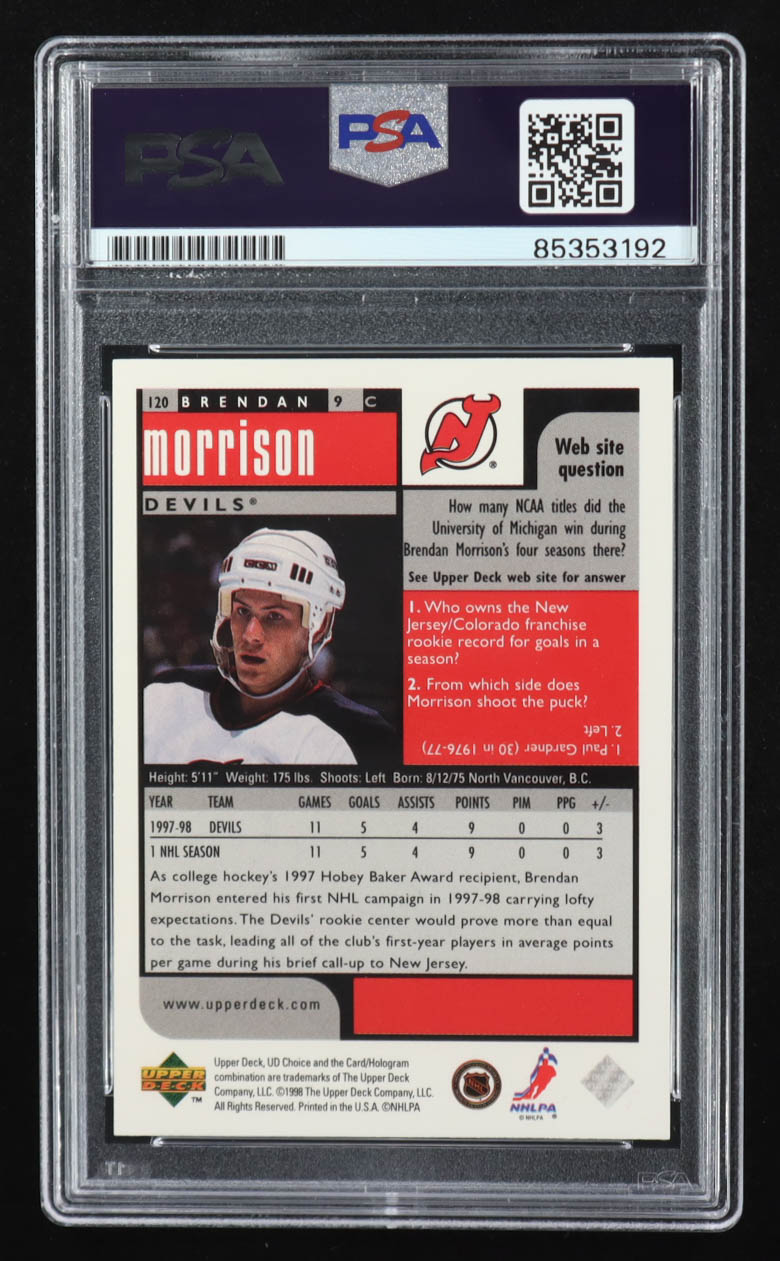 PSA
PSA
85353192
120 BRENDAN 9 C
morrison
DEVILS®
Web site
question
How many NCAA titles did the
University of Michigan win during
Brendan Morrison's four seasons there?
See Upper Deck web site for answer
CCM
1. Who owns the New
Jersey/Colorado franchise
rookie record for goals in a
season?
2. From which side does
Morrison shoot the puck?
1. Paul Gardner (30 in 1976-77)
2. Left
Height: 5'11" Weight: 175 lbs. Shoots: Left Born: 8/12/75 North Vancouver, B.C.
YEAR TEAM GAMES GOALS ASSISTS POINTS PIM PPG +/-
1997-98 DEVILS 11 5 4 9 0 0 3
1 NHL SEASON 11 5 4 9 0 0 3
As college hockey's 1997 Hobey Baker Award recipient, Brendan
Morrison entered his first NHL campaign in 1997-98 carrying lofty
expectations. The Devils' rookie center would prove more than equal
to the task, leading all of the club's first-year players in average points
per game during his brief call-up to New Jersey.
www.upperdeck.com
UPPER
DECK
™
Upper Deck, UD Choice and the Card/Hologram
combination are trademarks of The Upper Deck
Company, LLC. ©1998 The Upper Deck Company, LLC.
All Rights Reserved. Printed in the U.S.A. ©NHLPA
NHL
NHLPA
© NHLPA ®
PSA